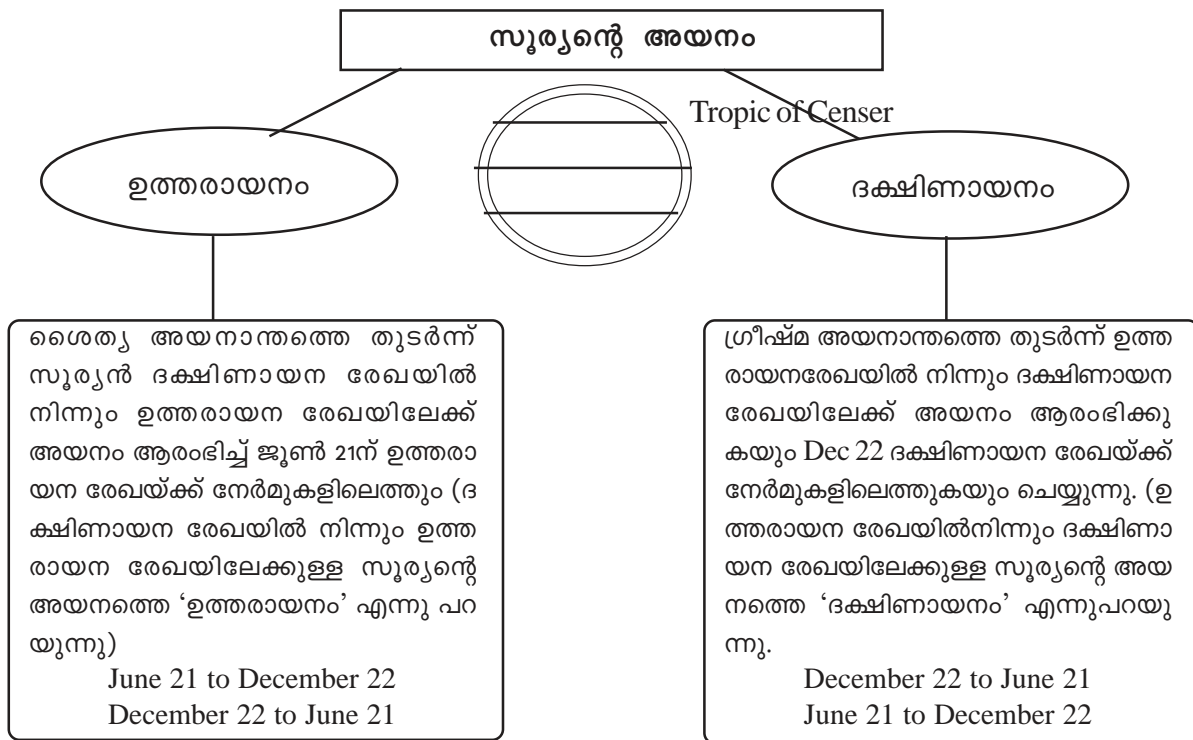 സൂര്യന്റെ അയനം
Tropic of Censer
ഉത്തരായനം
ദക്ഷിണായനം
ശൈത്യ അയനാന്തത്തെ തുടർന്ന്
സൂര്യൻ ദക്ഷിണായന രേഖയിൽ
നിന്നും ഉത്തരായന രേഖയിലേക്ക്
അയനം ആരംഭിച്ച് ജൂൺ 21ന് ഉത്തരാ
യന രേഖയ്ക്ക് നേർമുകളിലെത്തും (ദ
ക്ഷിണായന രേഖയിൽ നിന്നും ഉത്ത
രായന രേഖയിലേക്കുള്ള സൂര്യന്റെ
അയനത്തെ ‘ഉത്തരായനം’ എന്നു പറ
യുന്നു)
June 21 to December 22
December 22 to June 21
ഗ്രീഷ്മ അയനാന്തത്തെ തുടർന്ന് ഉത്ത
രായനരേഖയിൽ നിന്നും ദക്ഷിണായന
രേഖയിലേക്ക് അയനം ആരംഭിക്കു
കയും Dec 22 ദക്ഷിണായന രേഖയ്ക്ക്
നേർമുകളിലെത്തുകയും ചെയ്യുന്നു. (ഉ
ത്തരായന രേഖയിൽനിന്നും ദക്ഷിണാ
യന രേഖയിലേക്കുള്ള സൂര്യന്റെ അയ
നത്തെ ‘ദക്ഷിണായനം’ എന്നുപറയു
ന്നു.
December 22 to June 21
June 21 to December 22